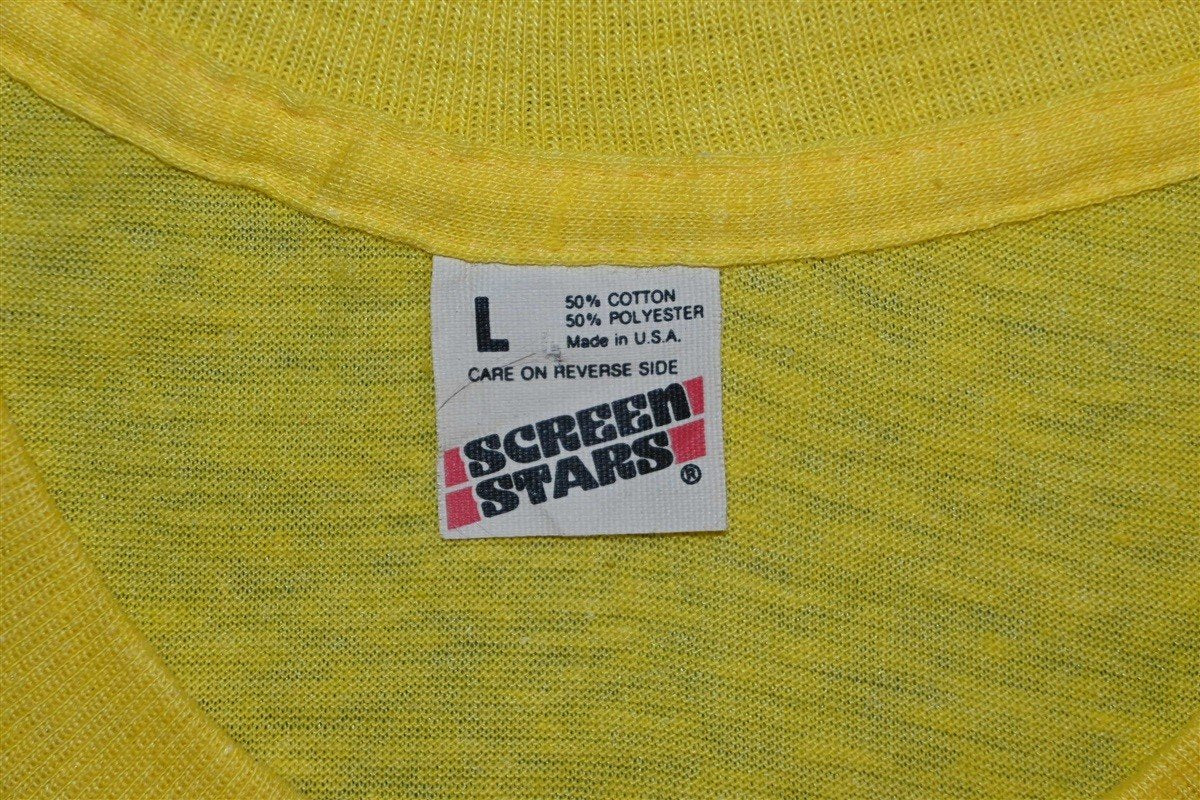 L
50% COTTON
50% POLYESTER
Made in U.S.A.
CARE ON REVERSE SIDE
SCREEN
STARS®